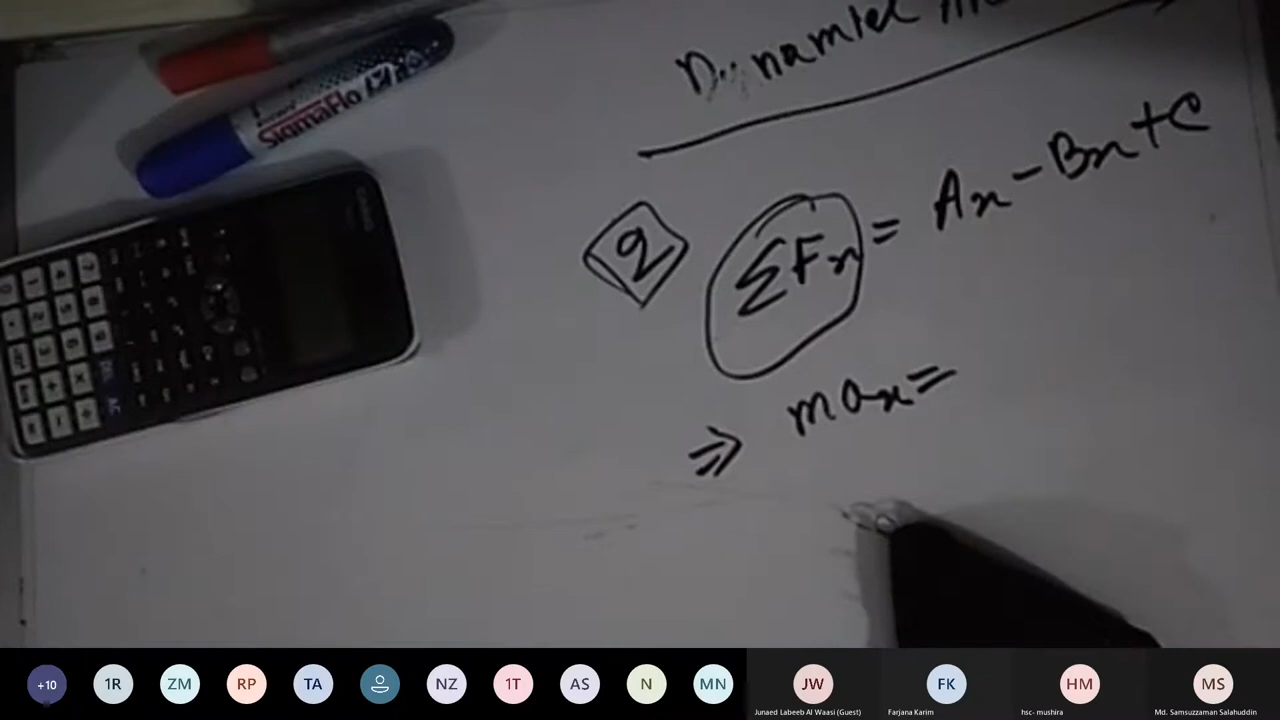 Dynamic
2 ΣFx = Ax - Bx + C
⇒ max =
SigmaFlo
+10 1R ZM RP TA NZ 1T AS N MN JW FK HM MS
Junaed Labeeb Al Waasi (Guest) Farjana Karim hsc- mushira Md. Samsuzzaman Salahuddin